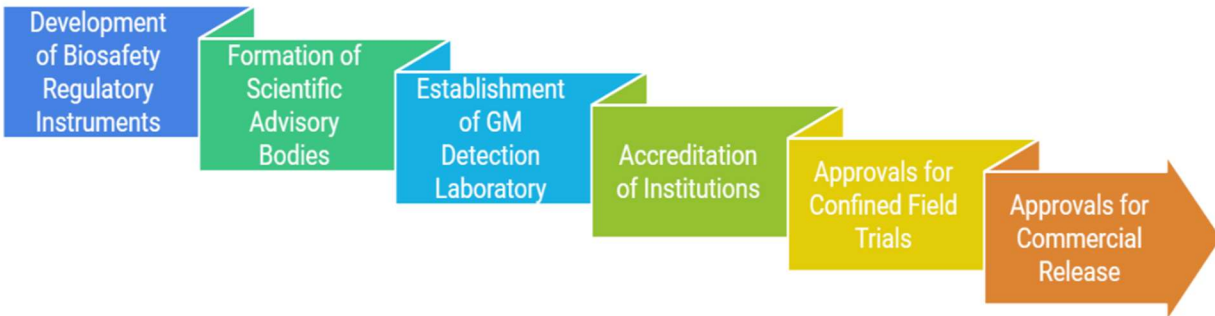 Development
of Biosafety
Regulatory
Instruments
Formation of
Scientific
Advisory
Bodies
Establishment
of GM
Detection
Laboratory
Accreditation
of Institutions
Approvals for
Confined Field
Trials
Approvals for
Commercial
Release